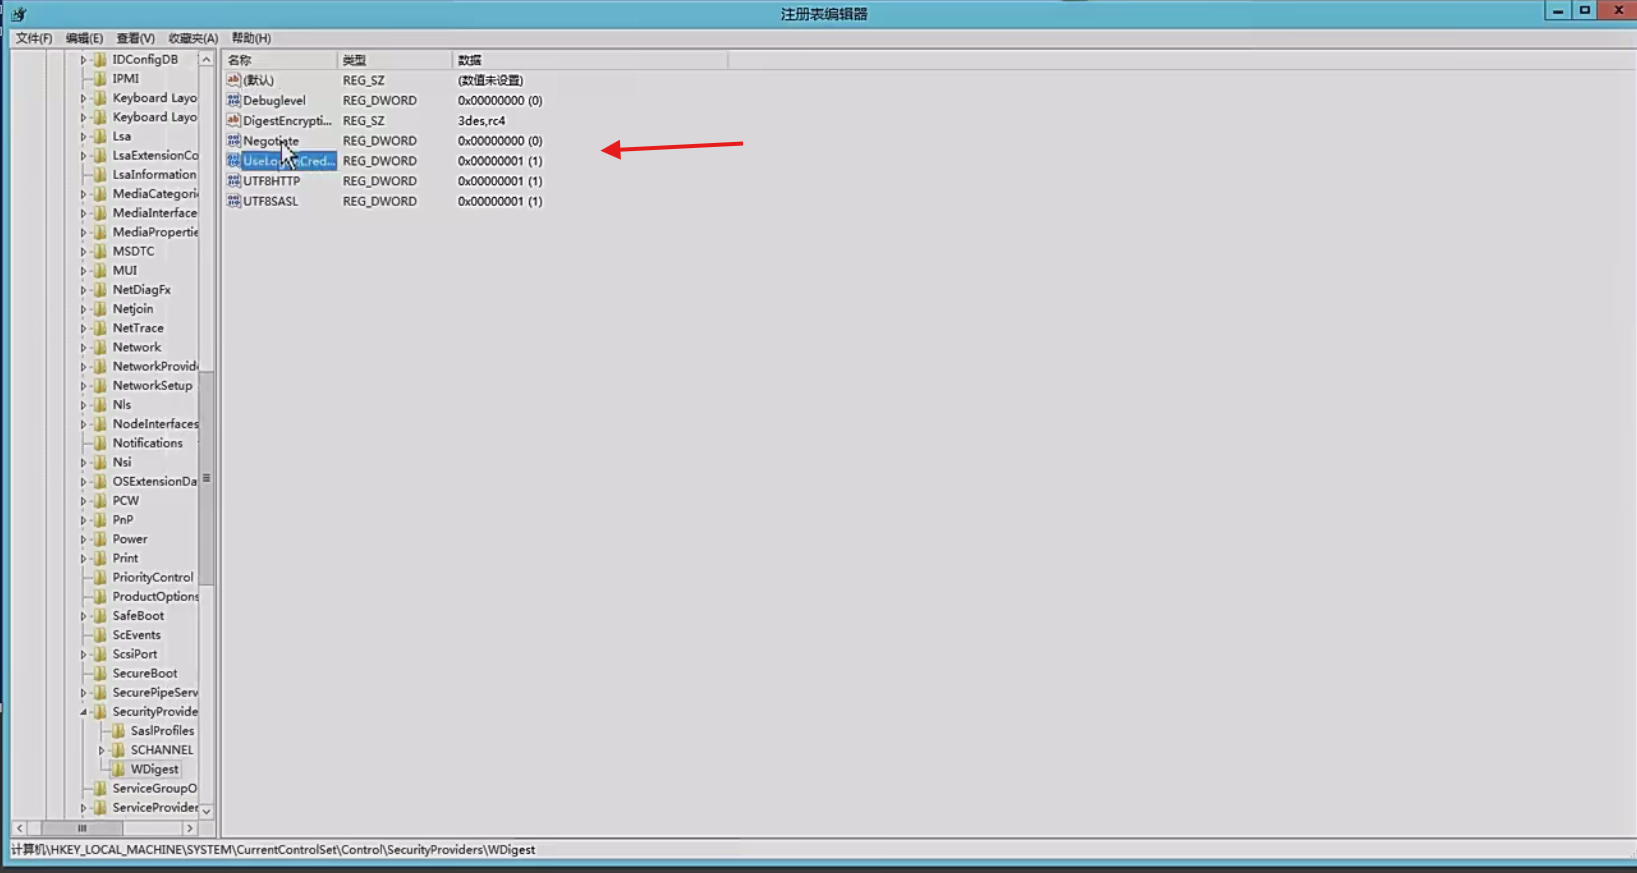 注册表编辑器
文件(F) 编辑(E) 查看(V) 收藏夹(A) 帮助(H)
IDConfigDB
IPMI
Keyboard Layo
Keyboard Layo
Lsa
LsaExtensionCo
LsaInformation
MediaCategori
MediaInterface
MediaPropertie
MSDTC
MUI
NetDiagFx
Netjoin
NetTrace
Network
NetworkProvid
NetworkSetup
Nls
NodeInterfaces
Notifications
Nsi
OSExtensionDa
PCW
PnP
Power
Print
PriorityControl
ProductOptions
SafeBoot
ScEvents
ScsiPort
SecureBoot
SecurePipeServ
SecurityProvide
SaslProfiles
SCHANNEL
WDigest
ServiceGroupO
ServiceProvider
名称 类型 数据
(默认) REG_SZ (数值未设置)
Debuglevel REG_DWORD 0x00000000 (0)
DigestEncrypti... REG_SZ 3des,rc4
Negotiate REG_DWORD 0x00000000 (0)
REG_DWORD 0x00000001 (1)
UTF8HTTP REG_DWORD 0x00000001 (1)
UTF8SASL REG_DWORD 0x00000001 (1)
计算机\HKEY_LOCAL_MACHINE\SYSTEM\CurrentControlSet\Control\SecurityProviders\WDigest